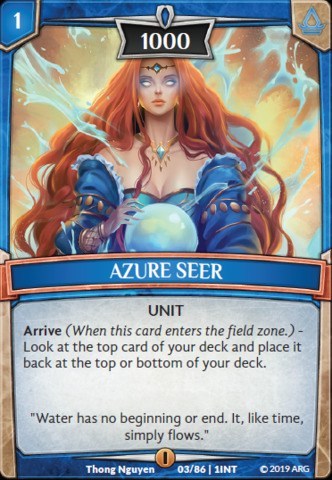 1
1000
AZURE SEER
UNIT
Arrive (When this card enters the field zone.) -
Look at the top card of your deck and place it
back at the top or bottom of your deck.
"Water has no beginning or end. It, like time,
simply flows."
Thong Nguyen I 03/86 | 1INT © 2019 ARG